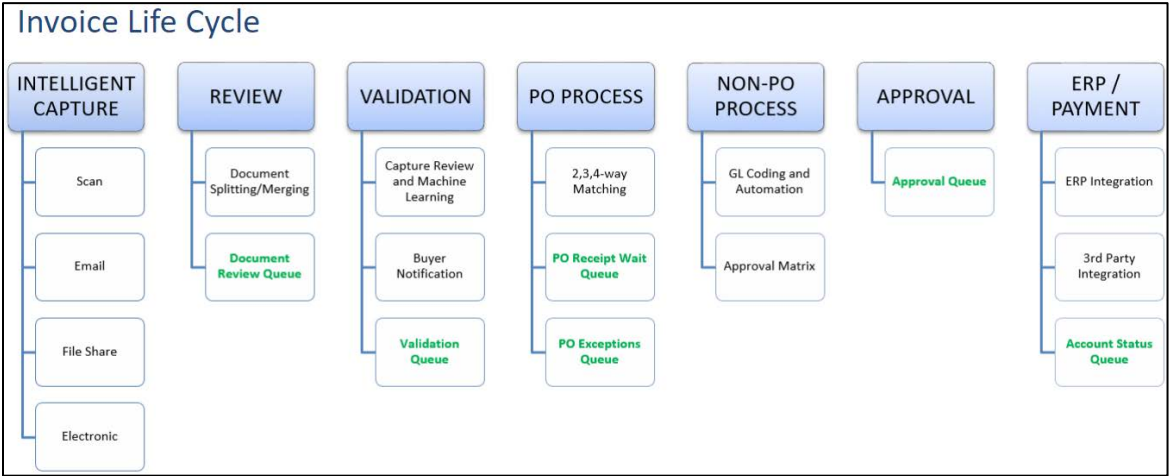 Invoice Life Cycle
INTELLIGENT
CAPTURE
Scan
Email
File Share
Electronic
REVIEW
Document
Splitting/Merging
Document
Review Queue
VALIDATION
Capture Review
and Machine
Learning
Buyer
Notification
Validation
Queue
PO PROCESS
2,3,4-way
Matching
PO Receipt Wait
Queue
PO Exceptions
Queue
NON-PO
PROCESS
GL Coding and
Automation
Approval Matrix
APPROVAL
Approval Queue
ERP /
PAYMENT
ERP Integration
3rd Party
Integration
Account Status
Queue